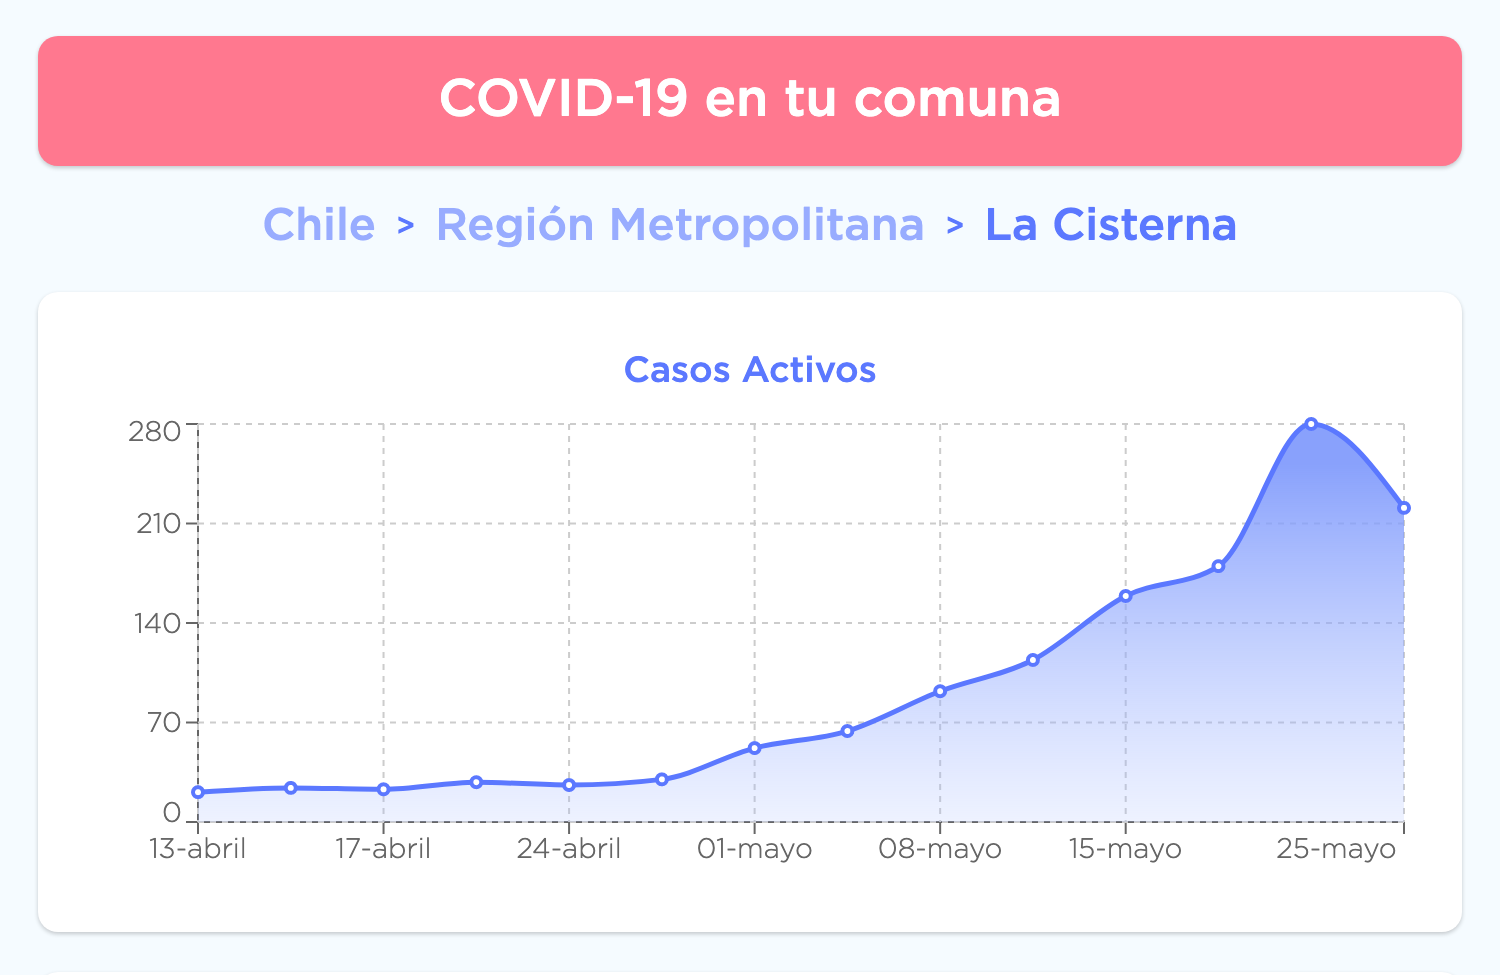 COVID-19 en tu comuna
Chile > Región Metropolitana > La Cisterna
Casos Activos
280
210
140
70
0
13-abril 17-abril 24-abril 01-mayo 08-mayo 15-mayo 25-mayo